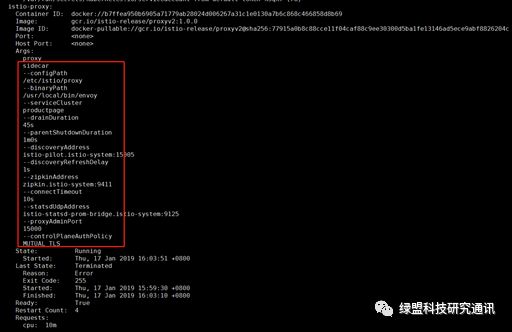 istio-proxy:
Container ID: docker://b7ffea950b6905a71779ab28024d006267a31c1e0130a7b6c868c466858d8b69
Image: gcr.io/istio-release/proxyv2:1.0.0
Image ID: docker-pullable://gcr.io/istio-release/proxyv2@sha256:77915a0b8c88cce11f04caf88c9ee30300d5ba1fe13146ad5ece9abf8826204c
Port: <none>
Host Port: <none>
Args:
proxy
sidecar
--configPath
/etc/istio/proxy
--binaryPath
/usr/local/bin/envoy
--serviceCluster
productpage
--drainDuration
45s
--parentShutdownDuration
1m0s
--discoveryAddress
istio-pilot.istio-system:15005
--discoveryRefreshDelay
1s
--zipkinAddress
zipkin.istio-system:9411
--connectTimeout
10s
--statsdUdpAddress
istio-statsd-prom-bridge.istio-system:9125
--proxyAdminPort
15000
--controlPlaneAuthPolicy
MUTUAL_TLS
State: Running
Started: Thu, 17 Jan 2019 16:03:51 +0800
Last State: Terminated
Reason: Error
Exit Code: 255
Started: Thu, 17 Jan 2019 15:59:30 +0800
Finished: Thu, 17 Jan 2019 16:03:10 +0800
Ready: True
Restart Count: 4
Requests:
cpu: 10m
绿盟科技研究通讯